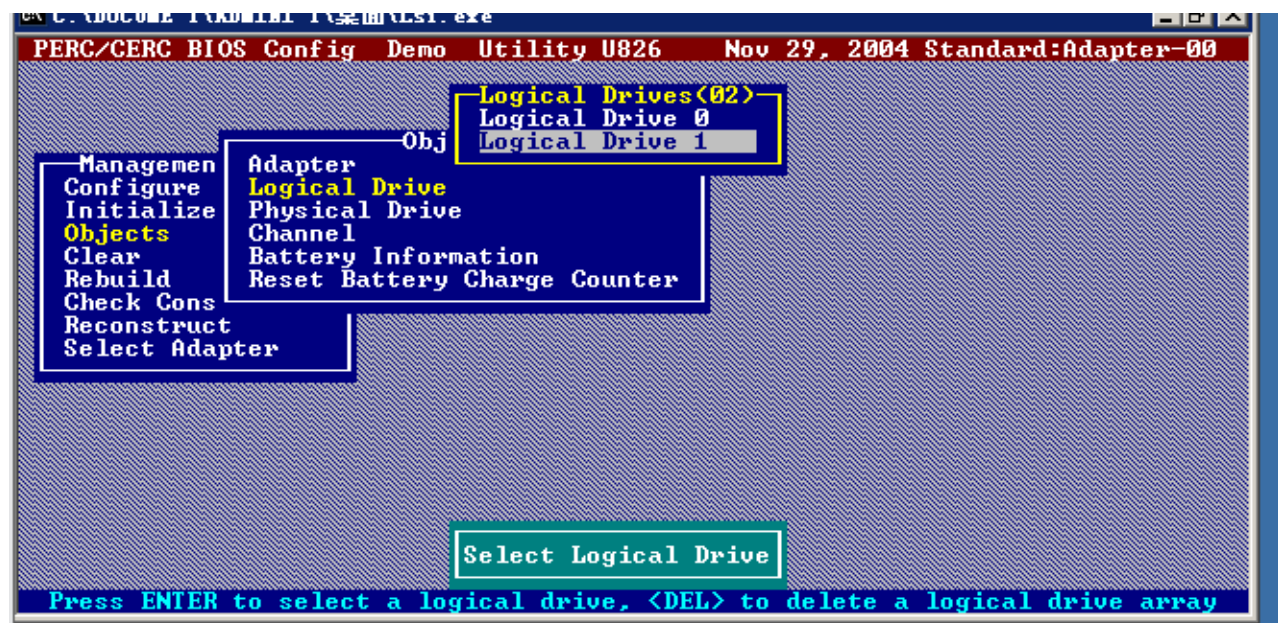 PERC/CERC BIOS Config Demo Utility U826 Nov 29, 2004 Standard:Adapter-00
Logical Drives(02)
Logical Drive 0
Logical Drive 1
Obj
Adapter
Logical Drive
Physical Drive
Channel
Battery Information
Reset Battery Charge Counter
Managemen
Configure
Initialize
Objects
Clear
Rebuild
Check Cons
Reconstruct
Select Adapter
Select Logical Drive
Press ENTER to select a logical drive, <DEL> to delete a logical drive array